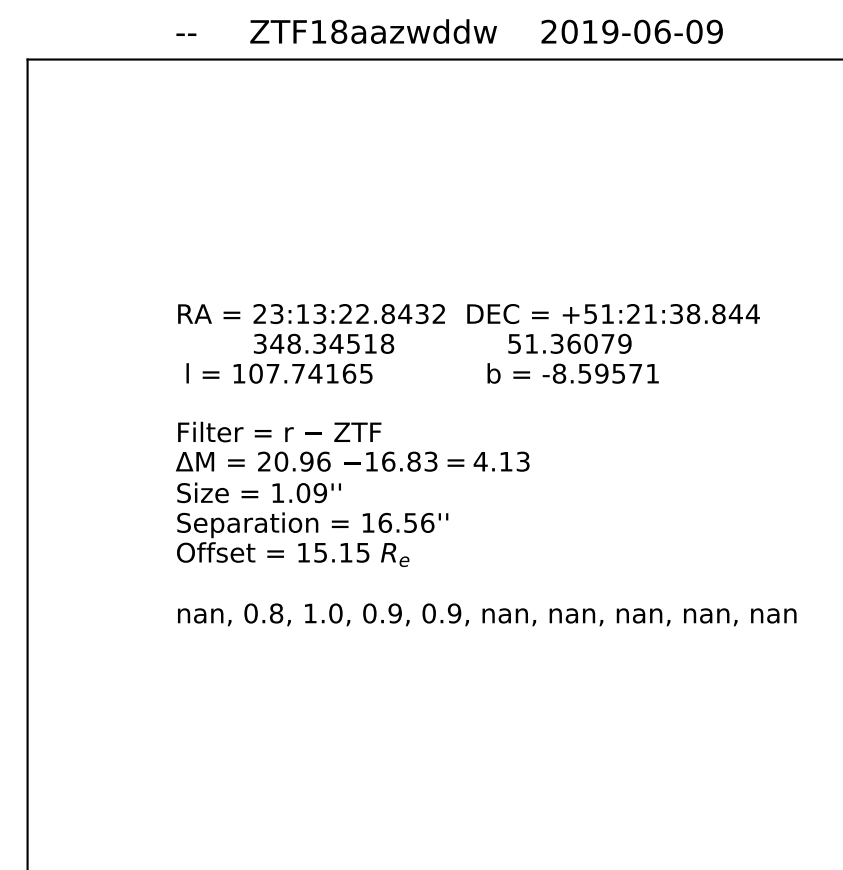 -- ZTF18aazwddw 2019-06-09
RA = 23:13:22.8432 DEC = +51:21:38.844
348.34518 51.36079
l = 107.74165 b = -8.59571
Filter = r − ZTF
ΔM = 20.96 −16.83 = 4.13
Size = 1.09''
Separation = 16.56''
Offset = 15.15 Rₑ
nan, 0.8, 1.0, 0.9, 0.9, nan, nan, nan, nan, nan